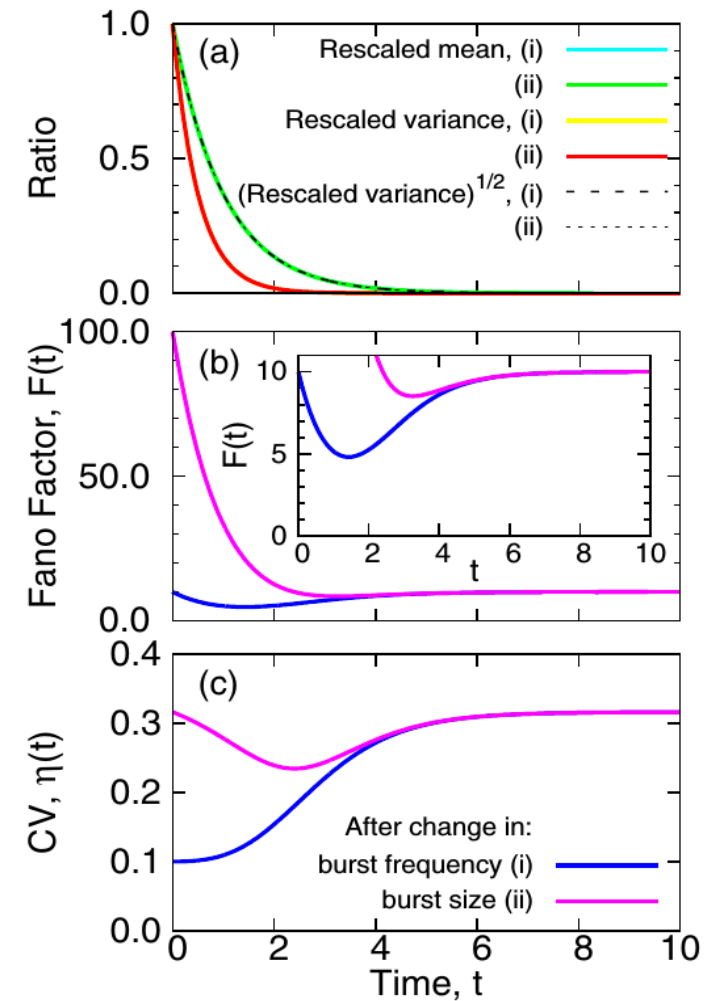 1.0
(a)
Rescaled mean, (i)
(ii)
Rescaled variance, (i)
(ii)
(Rescaled variance)^1/2, (i)
(ii)
0.5
0.0
Ratio
100.0
(b)
50.0
0.0
Fano Factor, F(t)
10
5
0
F(t)
0 2 4 6 8 10
t
0.4
(c)
0.3
0.2
0.1
0.0
CV, η(t)
After change in:
burst frequency (i)
burst size (ii)
0 2 4 6 8 10
Time, t